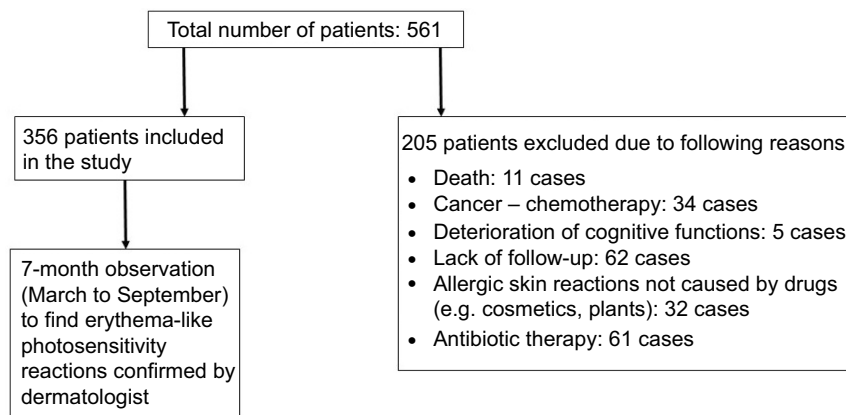 Total number of patients: 561
356 patients included
in the study
205 patients excluded due to following reasons
• Death: 11 cases
• Cancer – chemotherapy: 34 cases
• Deterioration of cognitive functions: 5 cases
• Lack of follow-up: 62 cases
• Allergic skin reactions not caused by drugs
(e.g. cosmetics, plants): 32 cases
• Antibiotic therapy: 61 cases
7-month observation
(March to September)
to find erythema-like
photosensitivity
reactions confirmed by
dermatologist